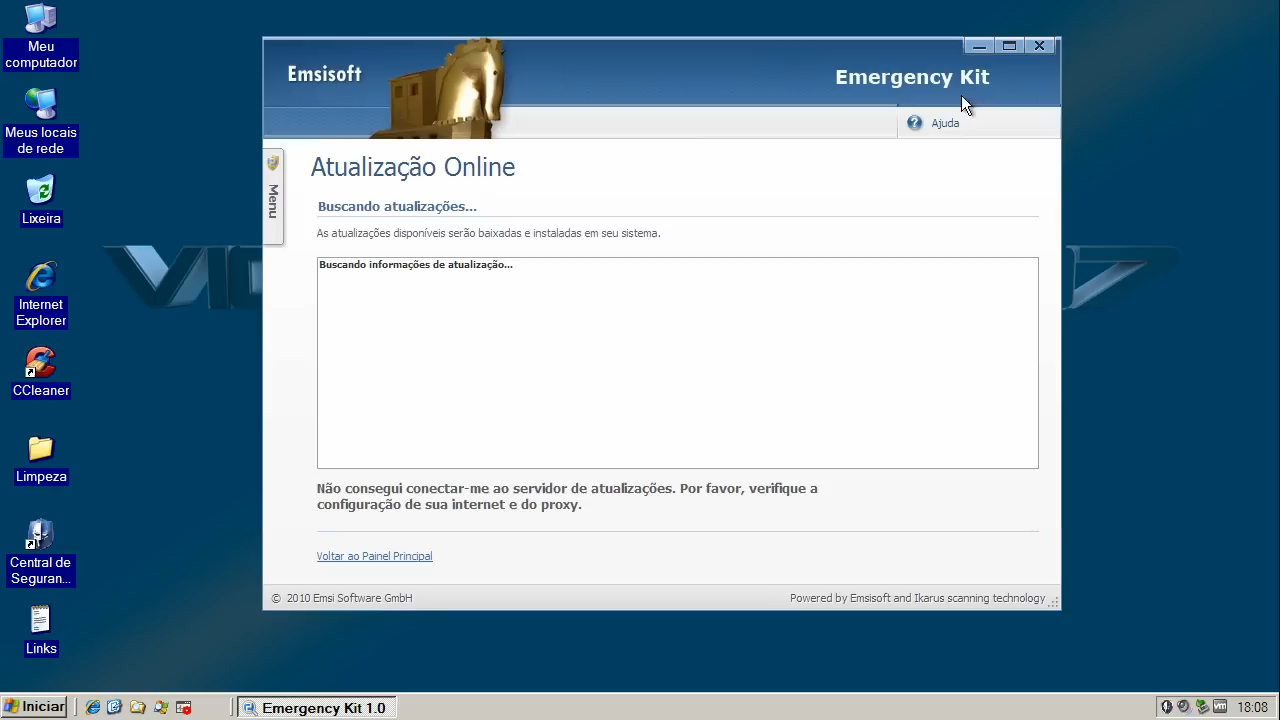 Meu
computador
Meus locais
de rede
Lixeira
Internet
Explorer
CCleaner
Limpeza
Central de
Seguran...
Links
Emsisoft
Emergency Kit
Ajuda
Menu
Atualização Online
Buscando atualizações...
As atualizações disponíveis serão baixadas e instaladas em seu sistema.
Buscando informações de atualização...
Não consegui conectar-me ao servidor de atualizações. Por favor, verifique a
configuração de sua internet e do proxy.
Voltar ao Painel Principal
© 2010 Emsi Software GmbH
Powered by Emsisoft and Ikarus scanning technology
Iniciar
Emergency Kit 1.0
18:08